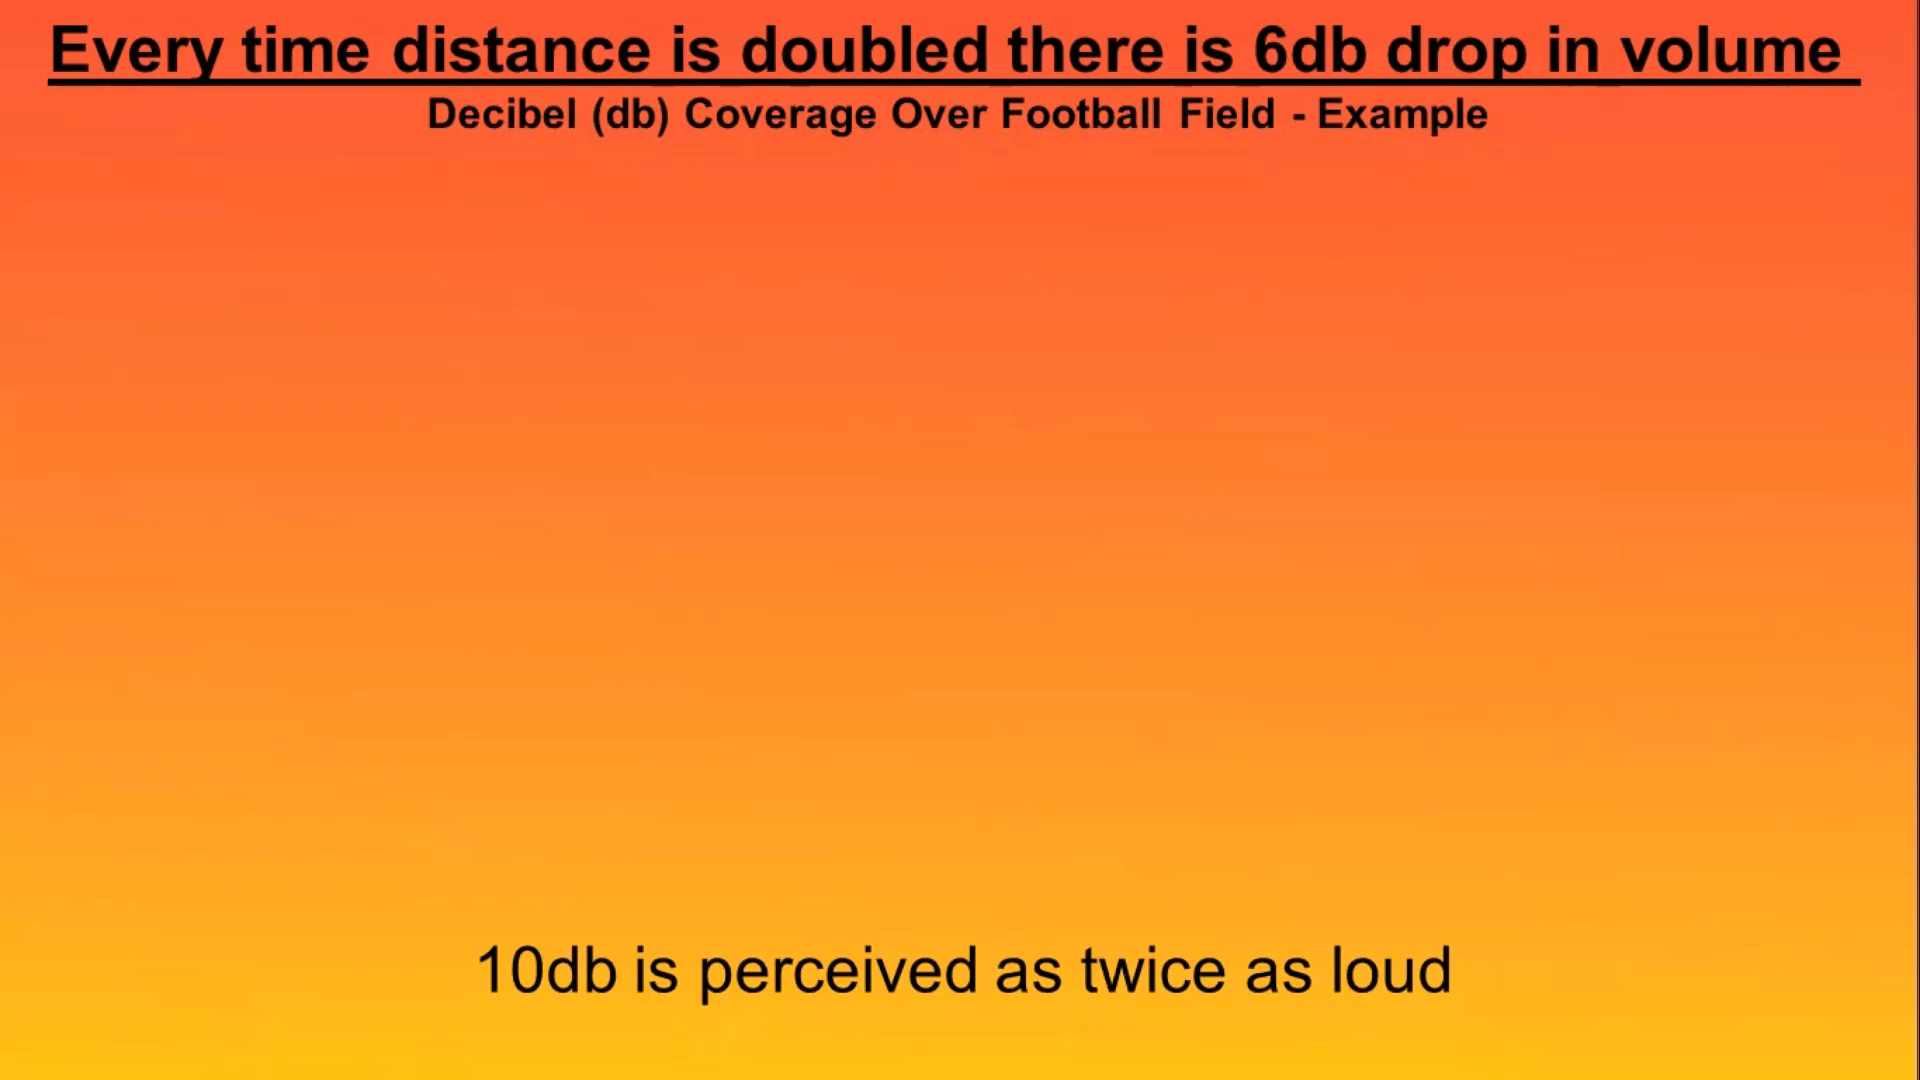 Every time distance is doubled there is 6db drop in volume
Decibel (db) Coverage Over Football Field - Example
10db is perceived as twice as loud